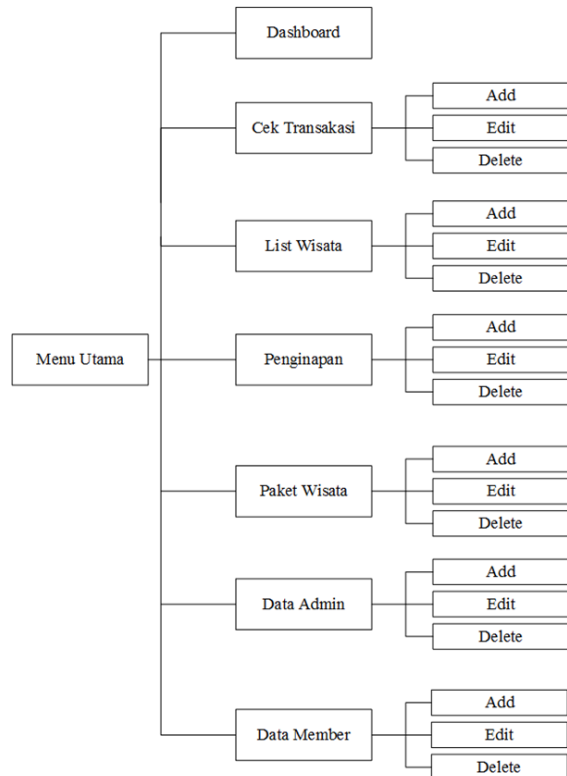 Dashboard
Cek Transakasi
Add
Edit
Delete
List Wisata
Add
Edit
Delete
Menu Utama
Penginapan
Add
Edit
Delete
Paket Wisata
Add
Edit
Delete
Data Admin
Add
Edit
Delete
Data Member
Add
Edit
Delete